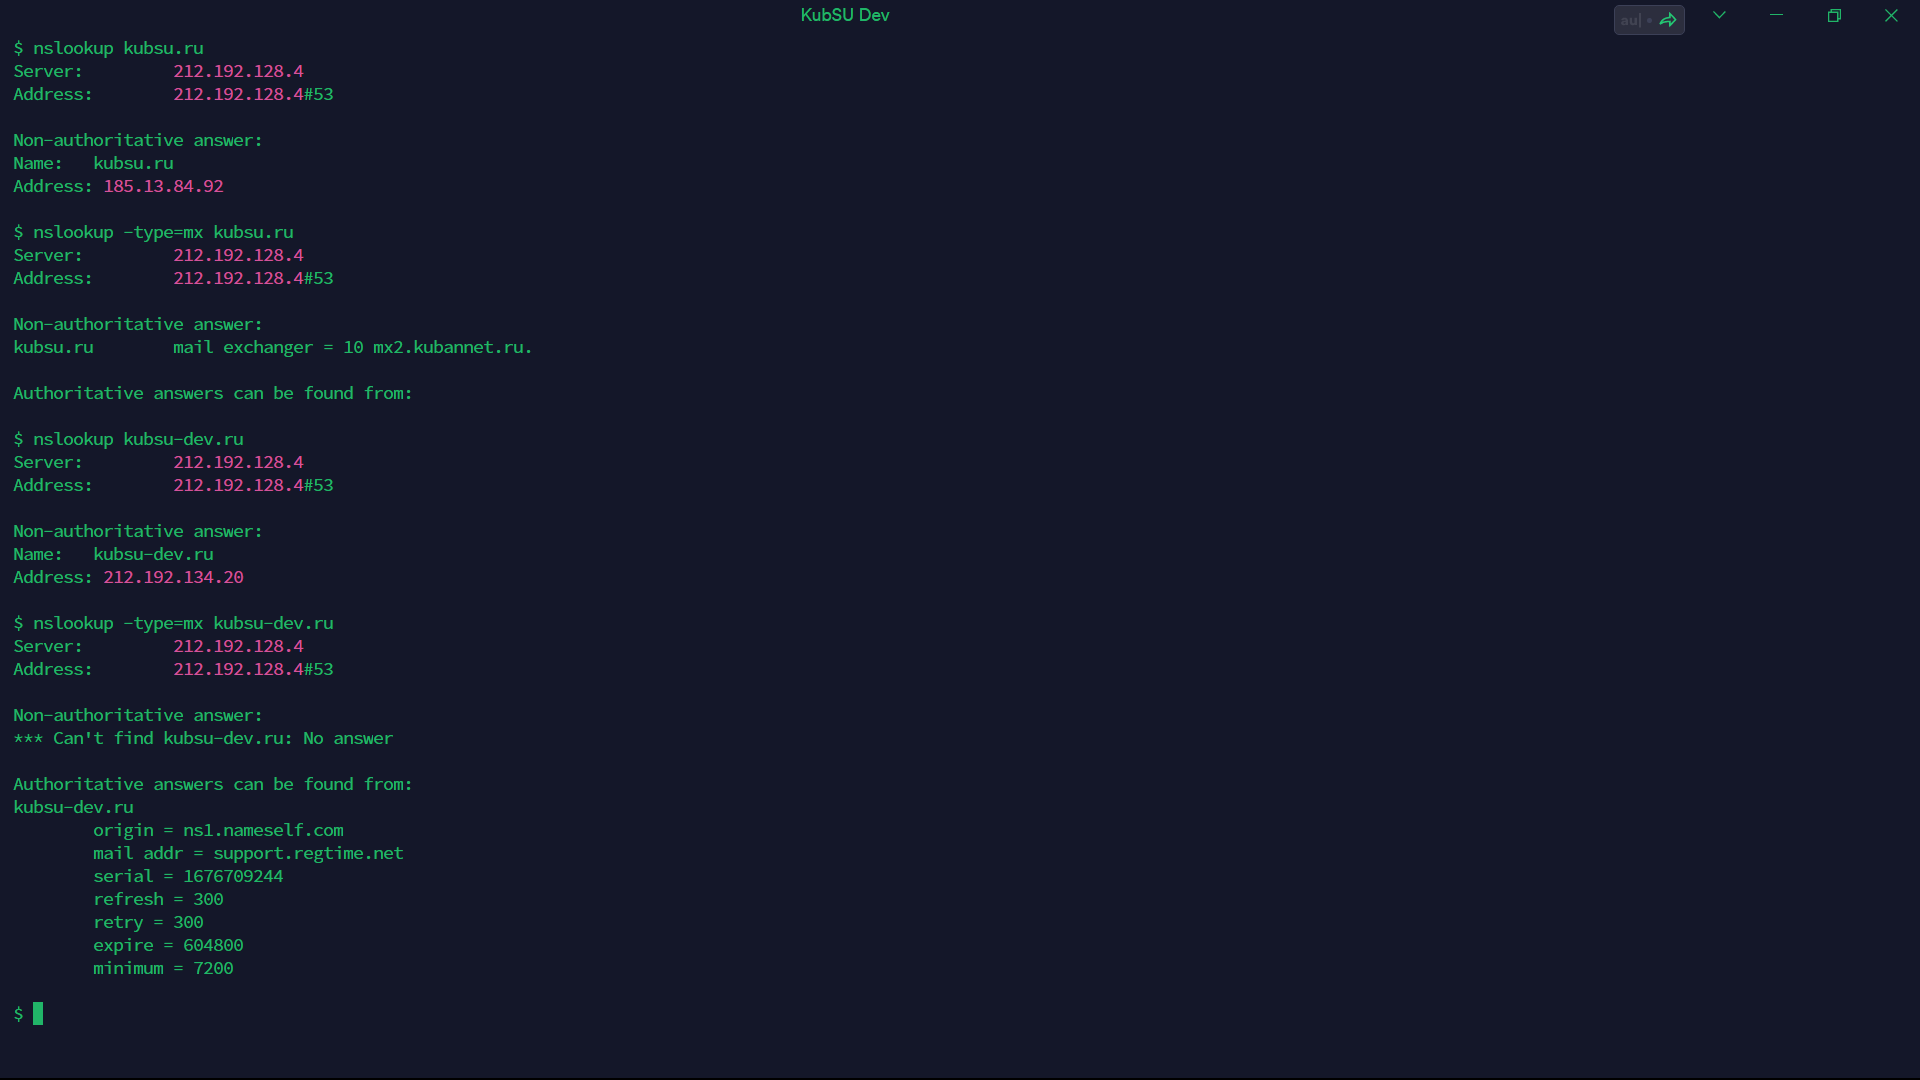 KubSU Dev
au|
$ nslookup kubsu.ru
Server:         212.192.128.4
Address:        212.192.128.4#53
Non-authoritative answer:
Name:   kubsu.ru
Address: 185.13.84.92
$ nslookup -type=mx kubsu.ru
Server:         212.192.128.4
Address:        212.192.128.4#53
Non-authoritative answer:
kubsu.ru        mail exchanger = 10 mx2.kubannet.ru.
Authoritative answers can be found from:
$ nslookup kubsu-dev.ru
Server:         212.192.128.4
Address:        212.192.128.4#53
Non-authoritative answer:
Name:   kubsu-dev.ru
Address: 212.192.134.20
$ nslookup -type=mx kubsu-dev.ru
Server:         212.192.128.4
Address:        212.192.128.4#53
Non-authoritative answer:
*** Can't find kubsu-dev.ru: No answer
Authoritative answers can be found from:
kubsu-dev.ru
        origin = ns1.nameself.com
        mail addr = support.regtime.net
        serial = 1676709244
        refresh = 300
        retry = 300
        expire = 604800
        minimum = 7200
$